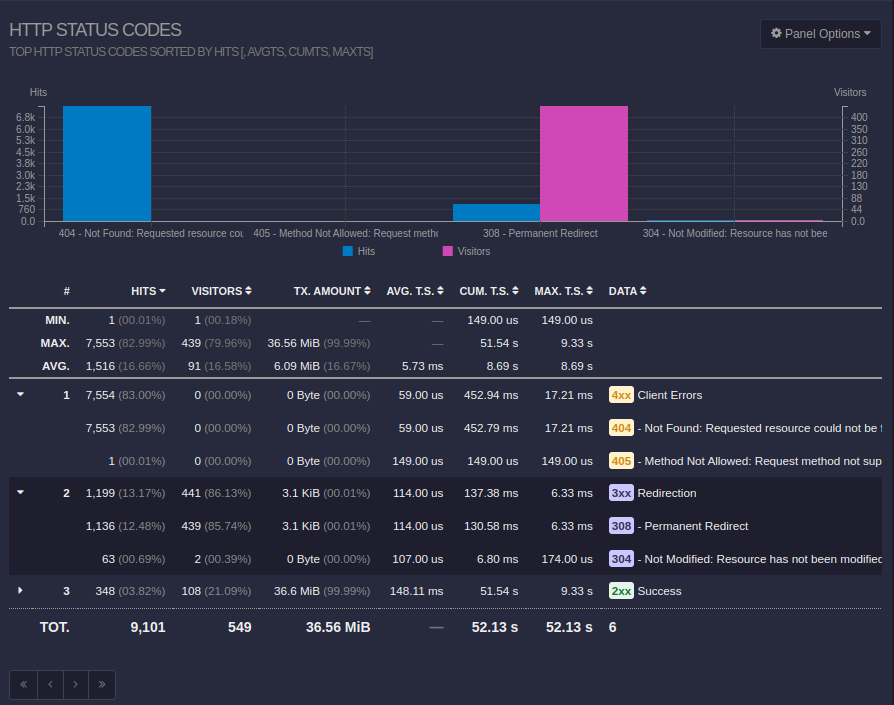 HTTP STATUS CODES
TOP HTTP STATUS CODES SORTED BY HITS [, AVGTS, CUMTS, MAXTS]
Panel Options
Hits Visitors
6.8k 400
6.0k 350
5.3k 310
4.5k 260
3.8k 220
3.0k 180
2.3k 130
1.5k 88
760 44
0.0 0.0
404 - Not Found: Requested resource cou 405 - Method Not Allowed: Request metho 308 - Permanent Redirect 304 - Not Modified: Resource has not bee
Hits Visitors
# HITS VISITORS TX. AMOUNT AVG. T.S. CUM. T.S. MAX. T.S. DATA
MIN. 1 (00.01%) 1 (00.18%) — — 149.00 us 149.00 us
MAX. 7,553 (82.99%) 439 (79.96%) 36.56 MiB (99.99%) — 51.54 s 9.33 s
AVG. 1,516 (16.66%) 91 (16.58%) 6.09 MiB (16.67%) 5.73 ms 8.69 s 8.69 s
1 7,554 (83.00%) 0 (00.00%) 0 Byte (00.00%) 59.00 us 452.94 ms 17.21 ms 4xx Client Errors
7,553 (82.99%) 0 (00.00%) 0 Byte (00.00%) 59.00 us 452.79 ms 17.21 ms 404 - Not Found: Requested resource could not be f
1 (00.01%) 0 (00.00%) 0 Byte (00.00%) 149.00 us 149.00 us 149.00 us 405 - Method Not Allowed: Request method not sup
2 1,199 (13.17%) 441 (86.13%) 3.1 KiB (00.01%) 114.00 us 137.38 ms 6.33 ms 3xx Redirection
1,136 (12.48%) 439 (85.74%) 3.1 KiB (00.01%) 114.00 us 130.58 ms 6.33 ms 308 - Permanent Redirect
63 (00.69%) 2 (00.39%) 0 Byte (00.00%) 107.00 us 6.80 ms 174.00 us 304 - Not Modified: Resource has not been modified
3 348 (03.82%) 108 (21.09%) 36.6 MiB (99.99%) 148.11 ms 51.54 s 9.33 s 2xx Success
TOT. 9,101 549 36.56 MiB — 52.13 s 52.13 s 6
« ‹ › »